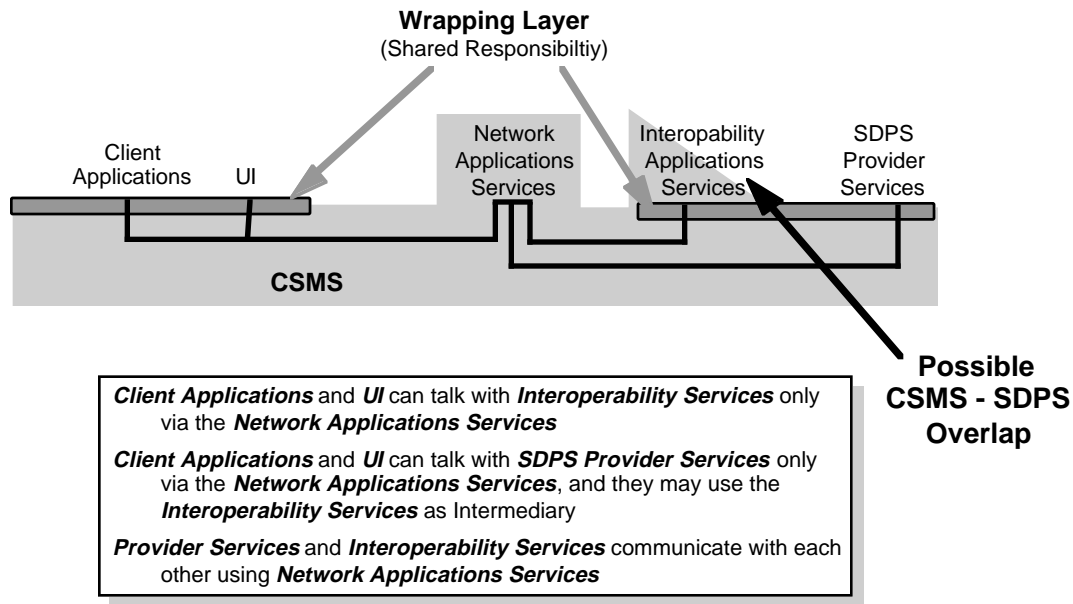 Wrapping Layer
(Shared Responsibiltiy)
Client
Applications
UI
Network
Applications
Services
Interopability
Applications
Services
SDPS
Provider
Services
CSMS
Possible
CSMS - SDPS
Overlap
Client Applications and UI can talk with Interoperability Services only
via the Network Applications Services
Client Applications and UI can talk with SDPS Provider Services only
via the Network Applications Services, and they may use the
Interoperability Services as Intermediary
Provider Services and Interoperability Services communicate with each
other using Network Applications Services